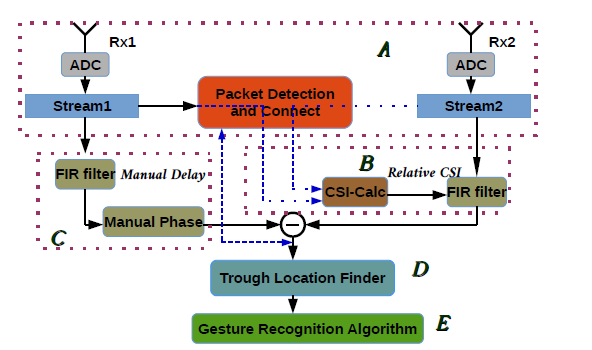 Rx1
Rx2
A
ADC
ADC
Stream1
Packet Detection
and Connect
Stream2
B
FIR filter
Manual Delay
CSI-Calc
Relative CSI
FIR filter
Manual Phase
C
Trough Location Finder
D
Gesture Recognition Algorithm
E